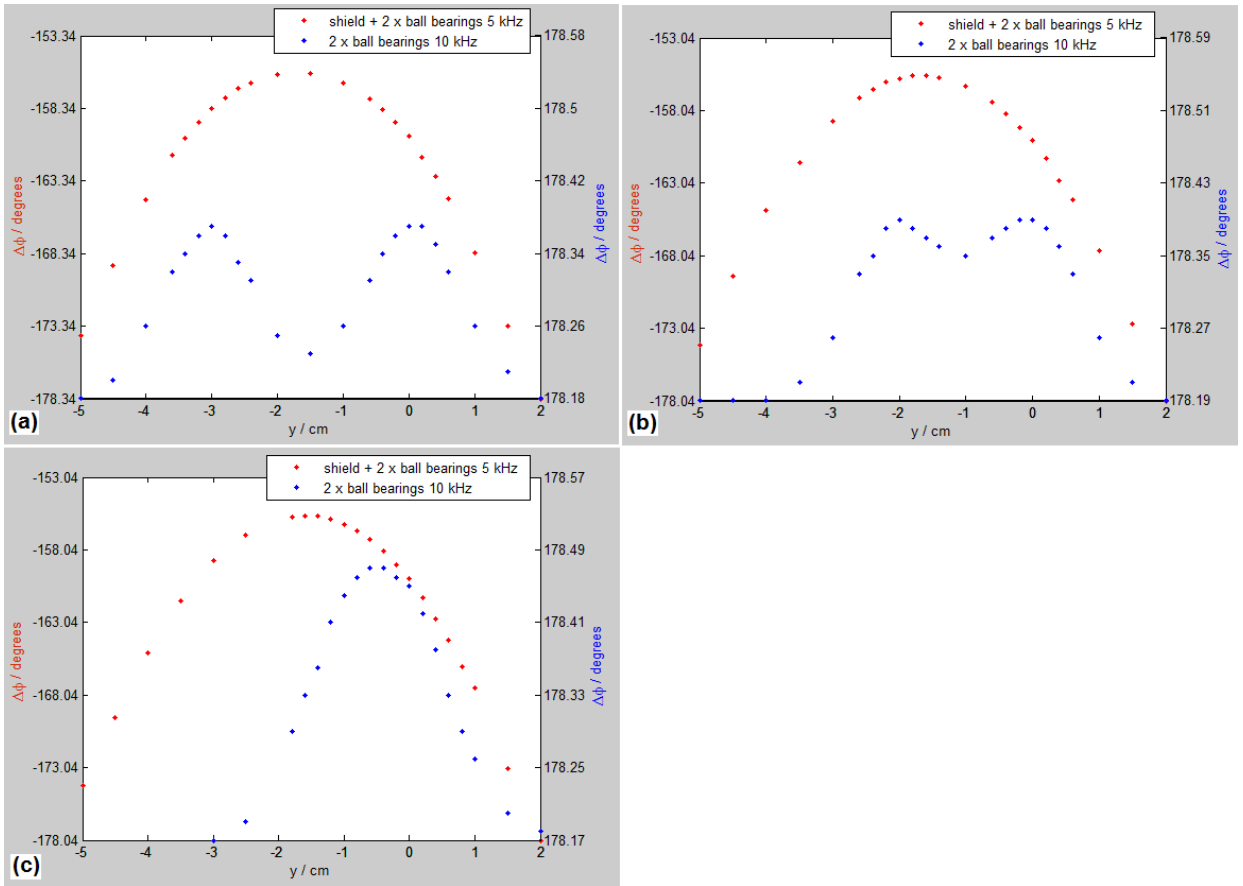 shield + 2 x ball bearings 5 kHz
2 x ball bearings 10 kHz
-153.34
-158.34
-163.34
-168.34
-173.34
-178.34
178.58
178.5
178.42
178.34
178.26
178.18
Δϕ / degrees
Δϕ / degrees
-5 -4 -3 -2 -1 0 1 2
y / cm
(a)
shield + 2 x ball bearings 5 kHz
2 x ball bearings 10 kHz
-153.04
-158.04
-163.04
-168.04
-173.04
-178.04
178.59
178.51
178.43
178.35
178.27
178.19
Δϕ / degrees
Δϕ / degrees
-5 -4 -3 -2 -1 0 1 2
y / cm
(b)
shield + 2 x ball bearings 5 kHz
2 x ball bearings 10 kHz
-153.04
-158.04
-163.04
-168.04
-173.04
-178.04
178.57
178.49
178.41
178.33
178.25
178.17
Δϕ / degrees
Δϕ / degrees
-5 -4 -3 -2 -1 0 1 2
y / cm
(c)